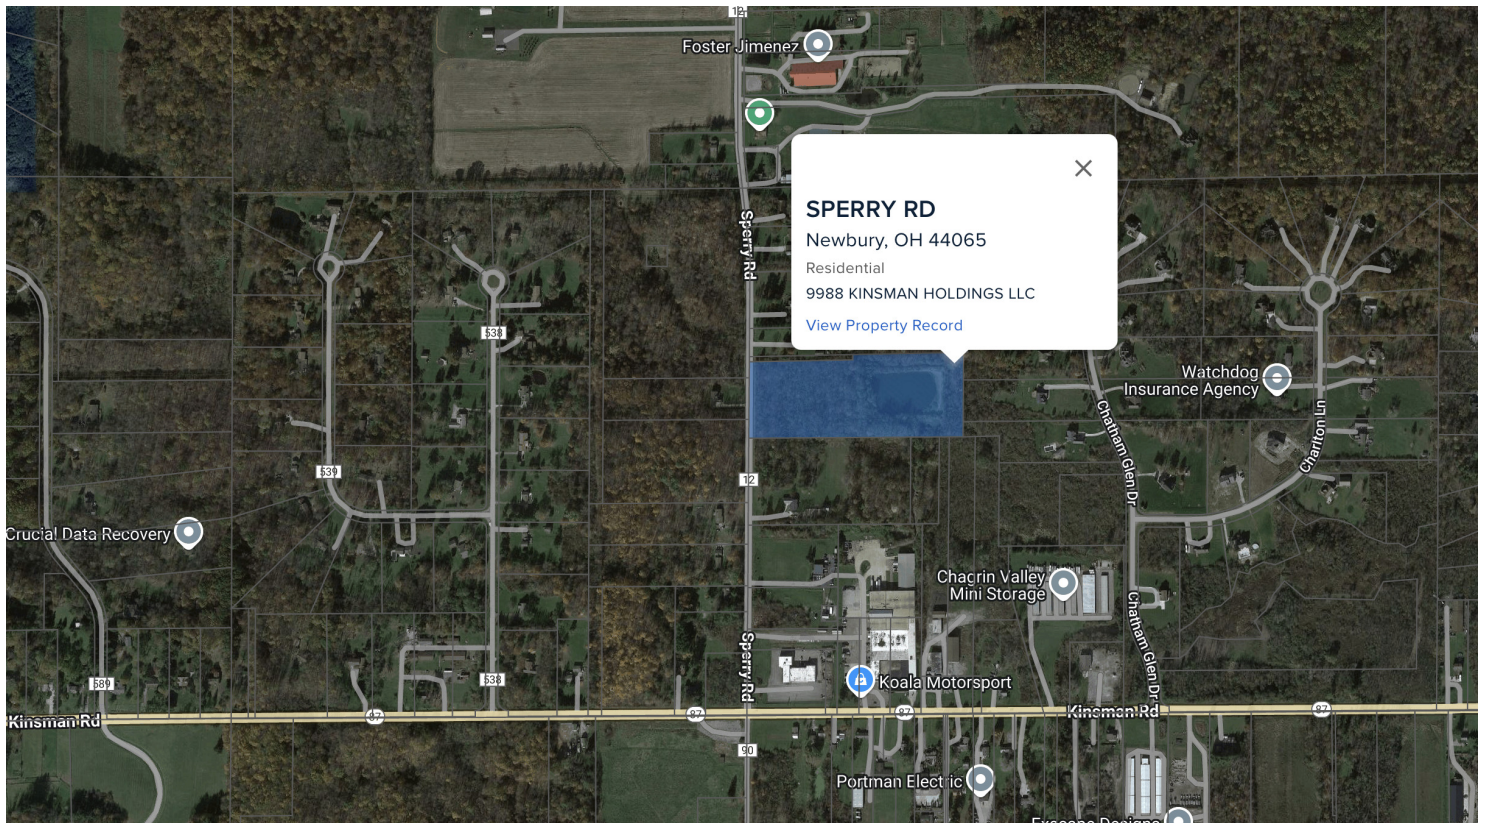 12
Foster Jimenez
SPERRY RD
Newbury, OH 44065
Residential
9988 KINSMAN HOLDINGS LLC
View Property Record
Sperry Rd
538
Watchdog
Insurance Agency
Chatham Glen Dr
Charlton Ln
539
12
Crucial Data Recovery
Chagrin Valley
Mini Storage
Chatham Glen Dr
Sperry Rd
589
538
Koala Motorsport
Kinsman Rd
87
87
87
Kinsman Rd
87
90
Portman Electric